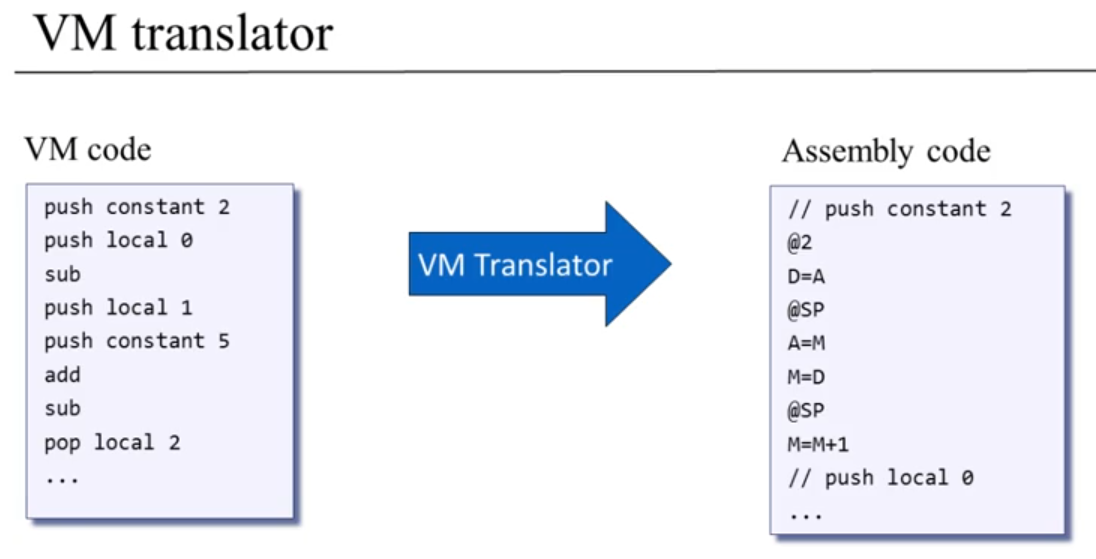 VM translator
VM code
push constant 2
push local 0
sub
push local 1
push constant 5
add
sub
pop local 2
...
VM Translator
Assembly code
// push constant 2
@2
D=A
@SP
A=M
M=D
@SP
M=M+1
// push local 0
...